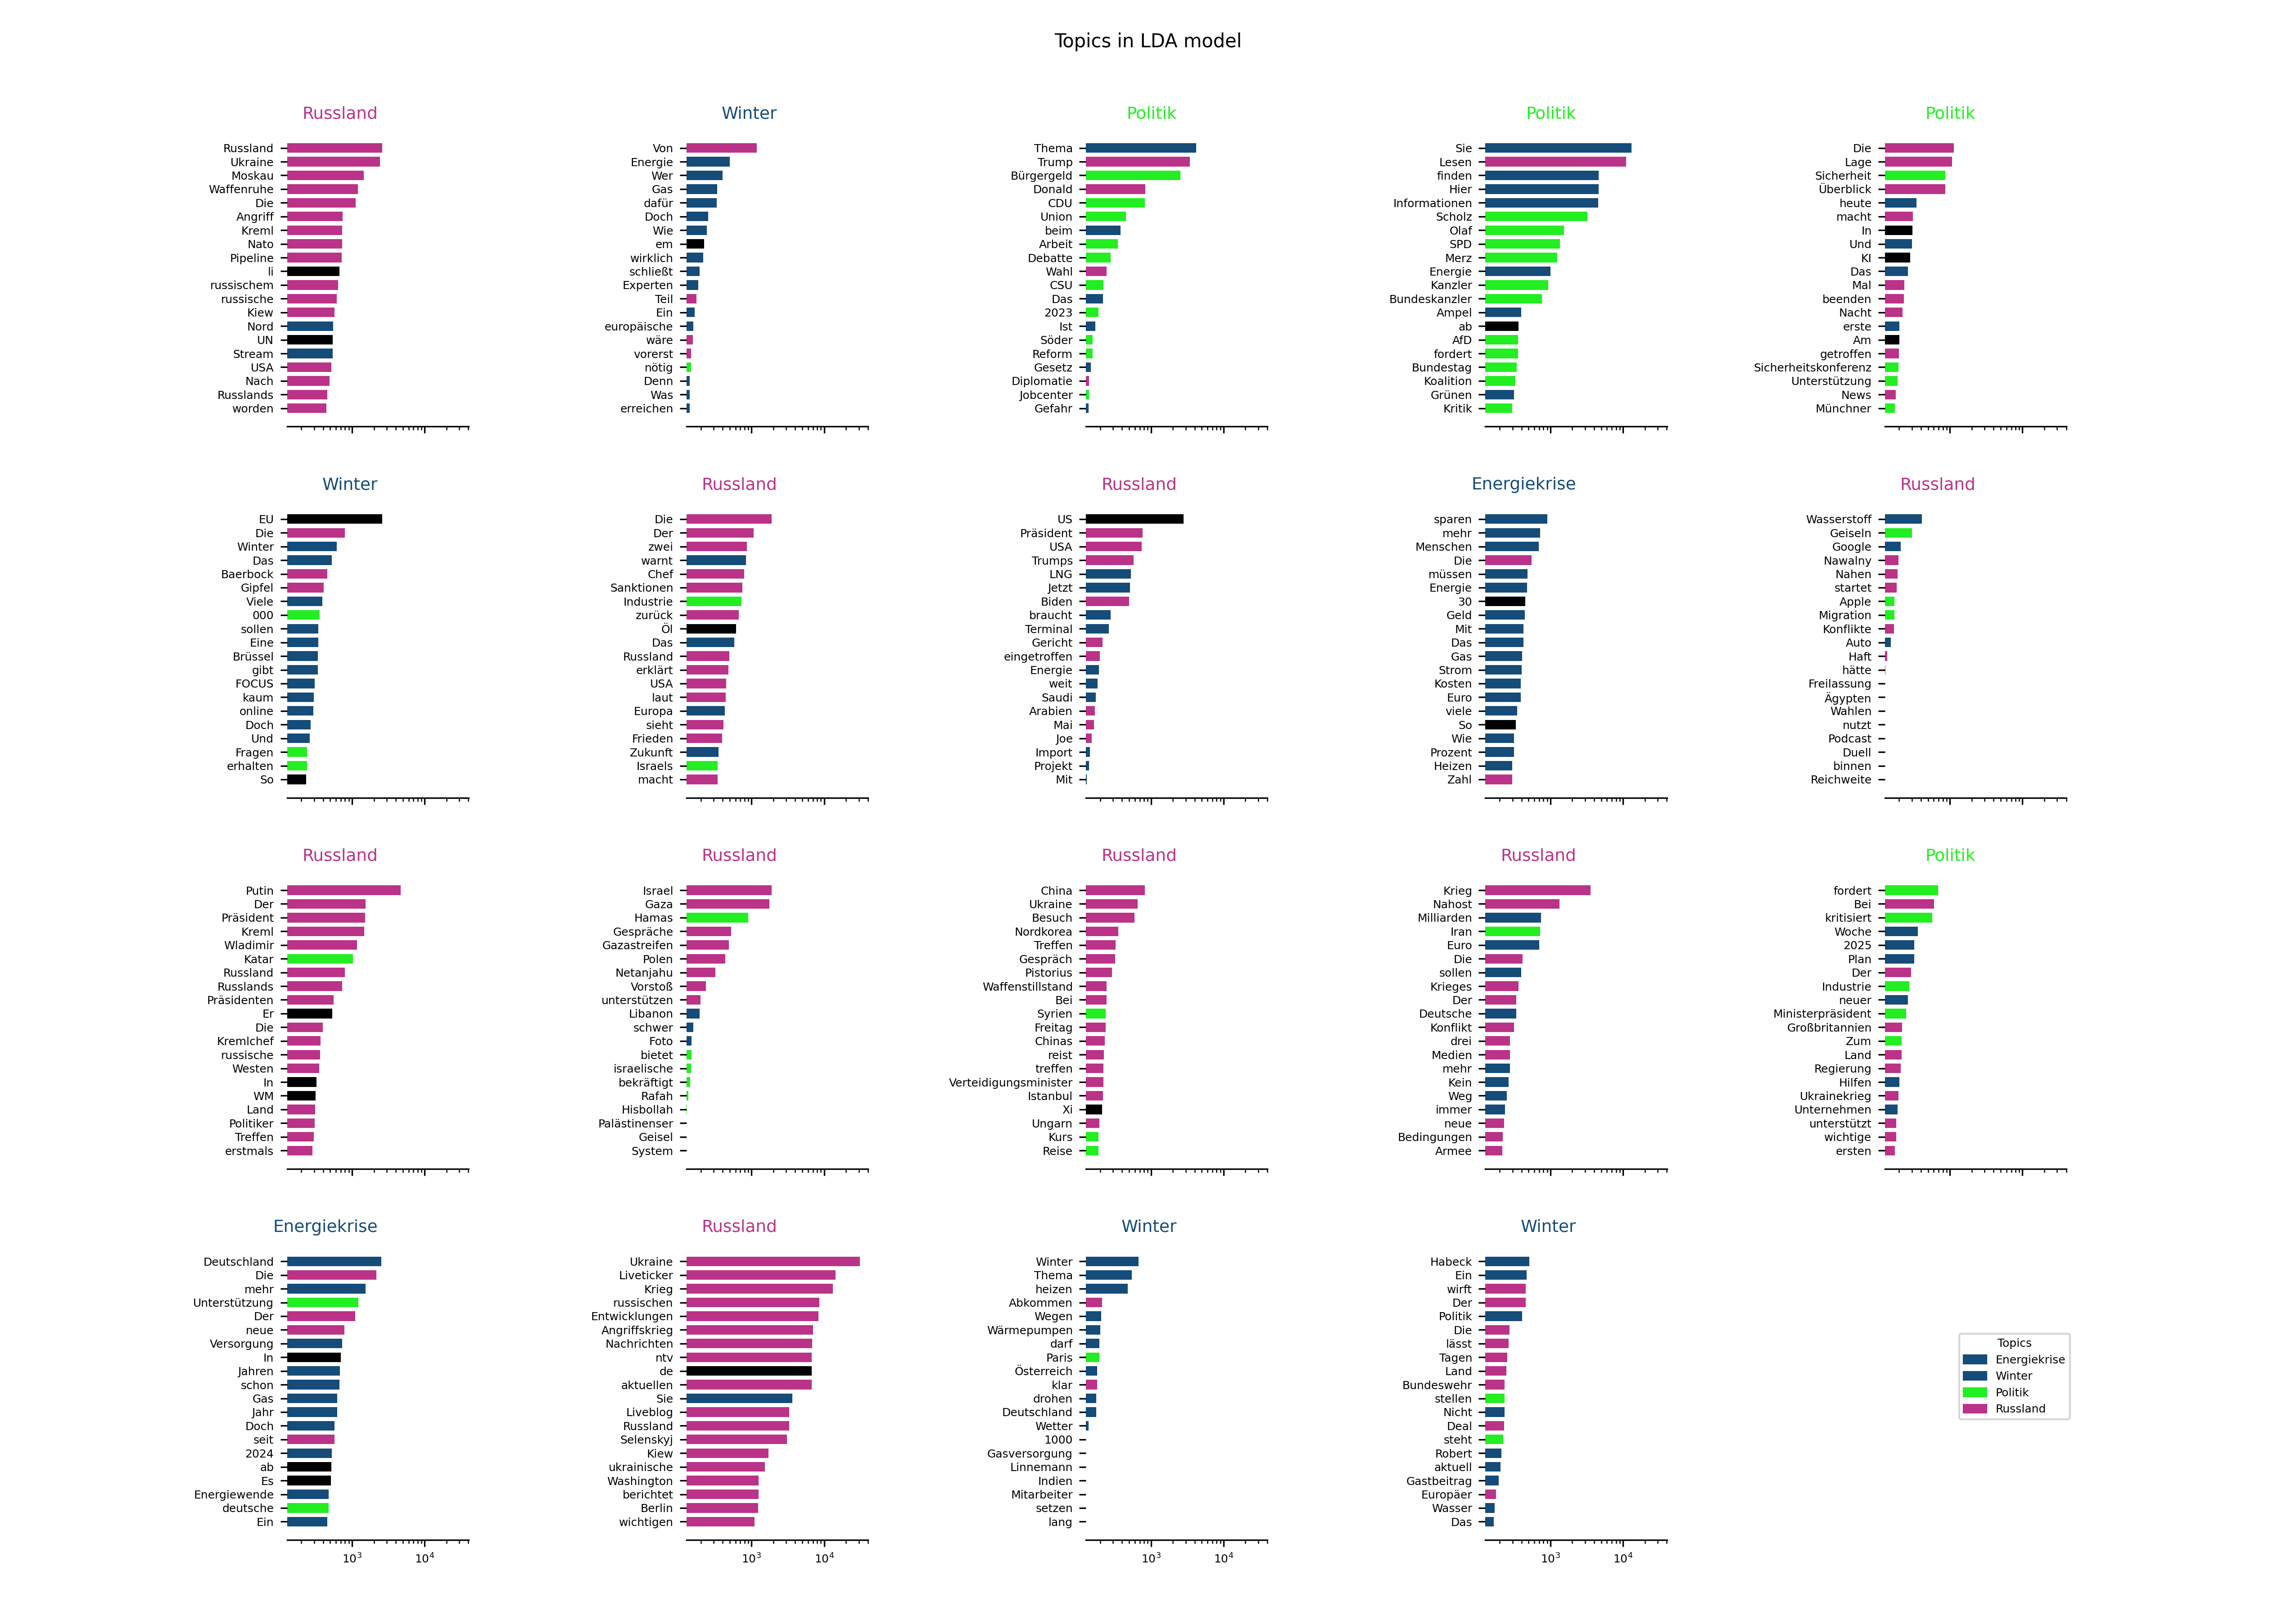 Topics in LDA model
Russland
Russland
Ukraine
Moskau
Waffenruhe
Die
Angriff
Kreml
Nato
Pipeline
li
russischem
russische
Kiew
Nord
UN
Stream
USA
Nach
Russlands
worden
Winter
Von
Energie
Wer
Gas
dafür
Doch
Wie
em
wirklich
schließt
Experten
Teil
Ein
europäische
wäre
vorerst
nötig
Denn
Was
erreichen
Politik
Thema
Trump
Bürgergeld
Donald
CDU
Union
beim
Arbeit
Debatte
Wahl
CSU
Das
2023
Ist
Söder
Reform
Gesetz
Diplomatie
Jobcenter
Gefahr
Politik
Sie
Lesen
finden
Hier
Informationen
Scholz
Olaf
SPD
Merz
Energie
Kanzler
Bundeskanzler
Ampel
ab
AfD
fordert
Bundestag
Koalition
Grünen
Kritik
Politik
Die
Lage
Sicherheit
Überblick
heute
macht
In
Und
KI
Das
Mal
beenden
Nacht
erste
Am
getroffen
Sicherheitskonferenz
Unterstützung
News
Münchner
Winter
EU
Die
Winter
Das
Baerbock
Gipfel
Viele
000
sollen
Eine
Brüssel
gibt
FOCUS
kaum
online
Doch
Und
Fragen
erhalten
So
Russland
Die
Der
zwei
warnt
Chef
Sanktionen
Industrie
zurück
Öl
Das
Russland
erklärt
USA
laut
Europa
sieht
Frieden
Zukunft
Israels
macht
Russland
US
Präsident
USA
Trumps
LNG
Jetzt
Biden
braucht
Terminal
Gericht
eingetroffen
Energie
weit
Saudi
Arabien
Mai
Joe
Import
Projekt
Mit
Energiekrise
sparen
mehr
Menschen
Die
müssen
Energie
30
Geld
Mit
Das
Gas
Strom
Kosten
Euro
viele
So
Wie
Prozent
Heizen
Zahl
Russland
Wasserstoff
Geiseln
Google
Nawalny
Nahen
startet
Apple
Migration
Konflikte
Auto
Haft
hätte
Freilassung
Ägypten
Wahlen
nutzt
Podcast
Duell
binnen
Reichweite
Russland
Putin
Der
Präsident
Kreml
Wladimir
Katar
Russland
Russlands
Präsidenten
Er
Die
Kremlchef
russische
Westen
In
WM
Land
Politiker
Treffen
erstmals
Russland
Israel
Gaza
Hamas
Gespräche
Gazastreifen
Polen
Netanjahu
Vorstoß
unterstützen
Libanon
schwer
Foto
bietet
israelische
bekräftigt
Rafah
Hisbollah
Palästinenser
Geisel
System
Russland
China
Ukraine
Besuch
Nordkorea
Treffen
Gespräch
Pistorius
Waffenstillstand
Bei
Syrien
Freitag
Chinas
reist
treffen
Verteidigungsminister
Istanbul
Xi
Ungarn
Kurs
Reise
Russland
Krieg
Nahost
Milliarden
Iran
Euro
Die
sollen
Krieges
Der
Deutsche
Konflikt
drei
Medien
mehr
Kein
Weg
immer
neue
Bedingungen
Armee
Politik
fordert
Bei
kritisiert
Woche
2025
Plan
Der
Industrie
neuer
Ministerpräsident
Großbritannien
Zum
Land
Regierung
Hilfen
Ukrainekrieg
Unternehmen
unterstützt
wichtige
ersten
Energiekrise
Deutschland
Die
mehr
Unterstützung
Der
neue
Versorgung
In
Jahren
schon
Gas
Jahr
Doch
seit
2024
ab
Es
Energiewende
deutsche
Ein
10³ 10⁴
Russland
Ukraine
Liveticker
Krieg
russischen
Entwicklungen
Angriffskrieg
Nachrichten
ntv
de
aktuellen
Sie
Liveblog
Russland
Selenskyj
Kiew
ukrainische
Washington
berichtet
Berlin
wichtigen
10³ 10⁴
Winter
Winter
Thema
heizen
Abkommen
Wegen
Wärmepumpen
darf
Paris
Österreich
klar
drohen
Deutschland
Wetter
1000
Gasversorgung
Linnemann
Indien
Mitarbeiter
setzen
lang
10³ 10⁴
Winter
Habeck
Ein
wirft
Der
Politik
Die
lässt
Tagen
Land
Bundeswehr
stellen
Nicht
Deal
steht
Robert
aktuell
Gastbeitrag
Europäer
Wasser
Das
10³ 10⁴
Topics
Energiekrise
Winter
Politik
Russland